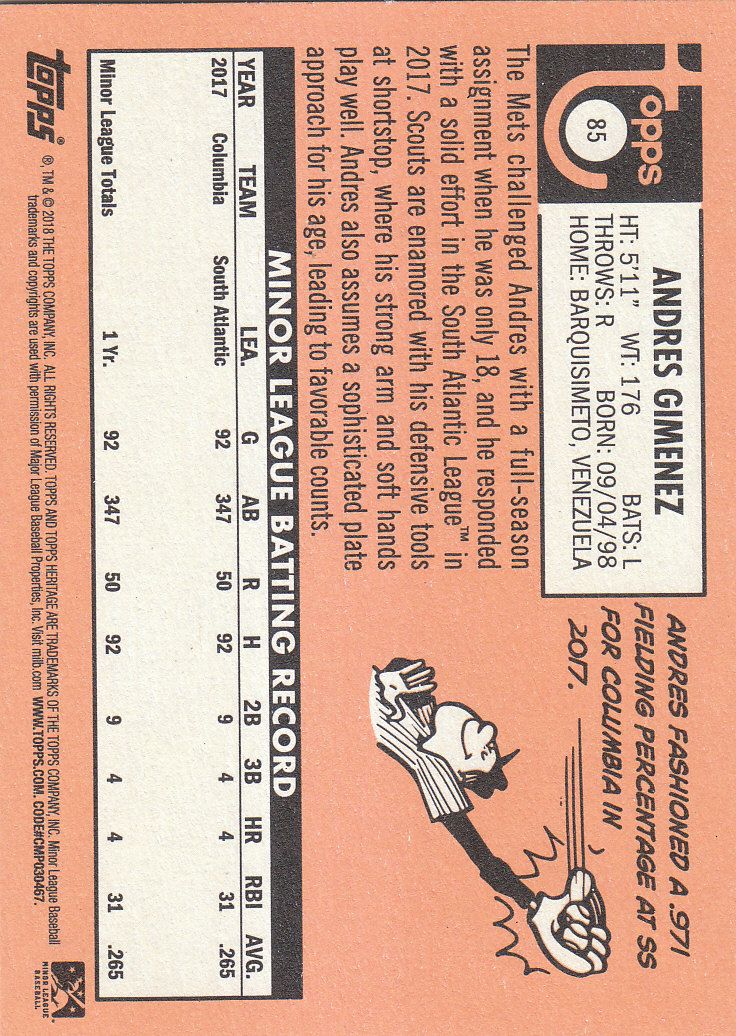 Topps
85
ANDRES GIMENEZ
HT: 5'11" WT: 176 BATS: L
THROWS: R BORN: 09/04/98
HOME: BARQUISIMETO, VENEZUELA
ANDRES FASHIONED A .971
FIELDING PERCENTAGE AT SS
FOR COLUMBIA IN
2017.
The Mets challenged Andres with a full-season
assignment when he was only 18, and he responded
with a solid effort in the South Atlantic League™ in
2017. Scouts are enamored with his defensive tools
at shortstop, where his strong arm and soft hands
play well. Andres also assumes a sophisticated plate
approach for his age, leading to favorable counts.
MINOR LEAGUE BATTING RECORD
YEAR TEAM LEA. G AB R H 2B 3B HR RBI AVG.
2017 Columbia South Atlantic 92 347 50 92 9 4 4 31 .265
Minor League Totals 1 Yr. 92 347 50 92 9 4 4 31 .265
topps®
®, TM & © 2018 THE TOPPS COMPANY, INC. ALL RIGHTS RESERVED. TOPPS AND TOPPS HERITAGE ARE TRADEMARKS OF THE TOPPS COMPANY, INC. Minor League Baseball
trademarks and copyrights are used with permission of Major League Baseball Properties, Inc. Visit milb.com WWW.TOPPS.COM. CODE#CMP030467.
MINOR LEAGUE
BASEBALL